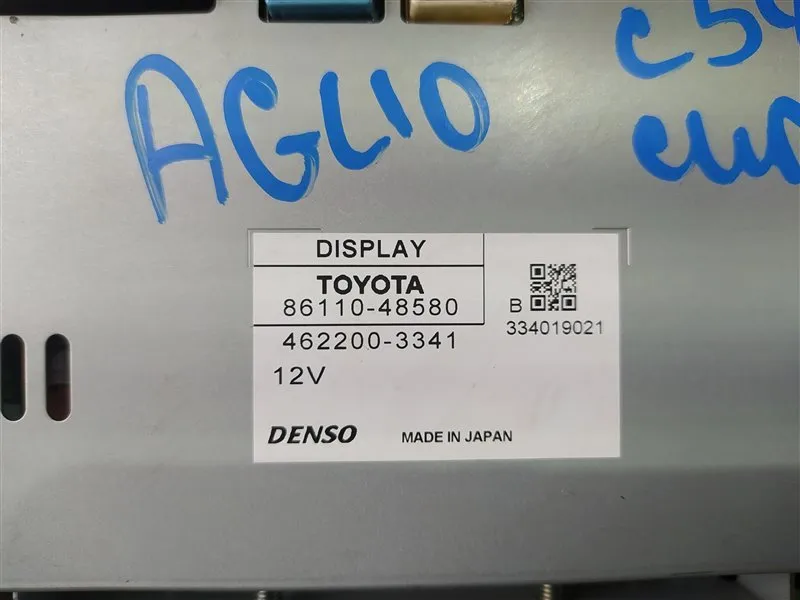 AGL10
DISPLAY
TOYOTA
86110-48580
B
334019021
462200-3341
12V
DENSO
MADE IN JAPAN